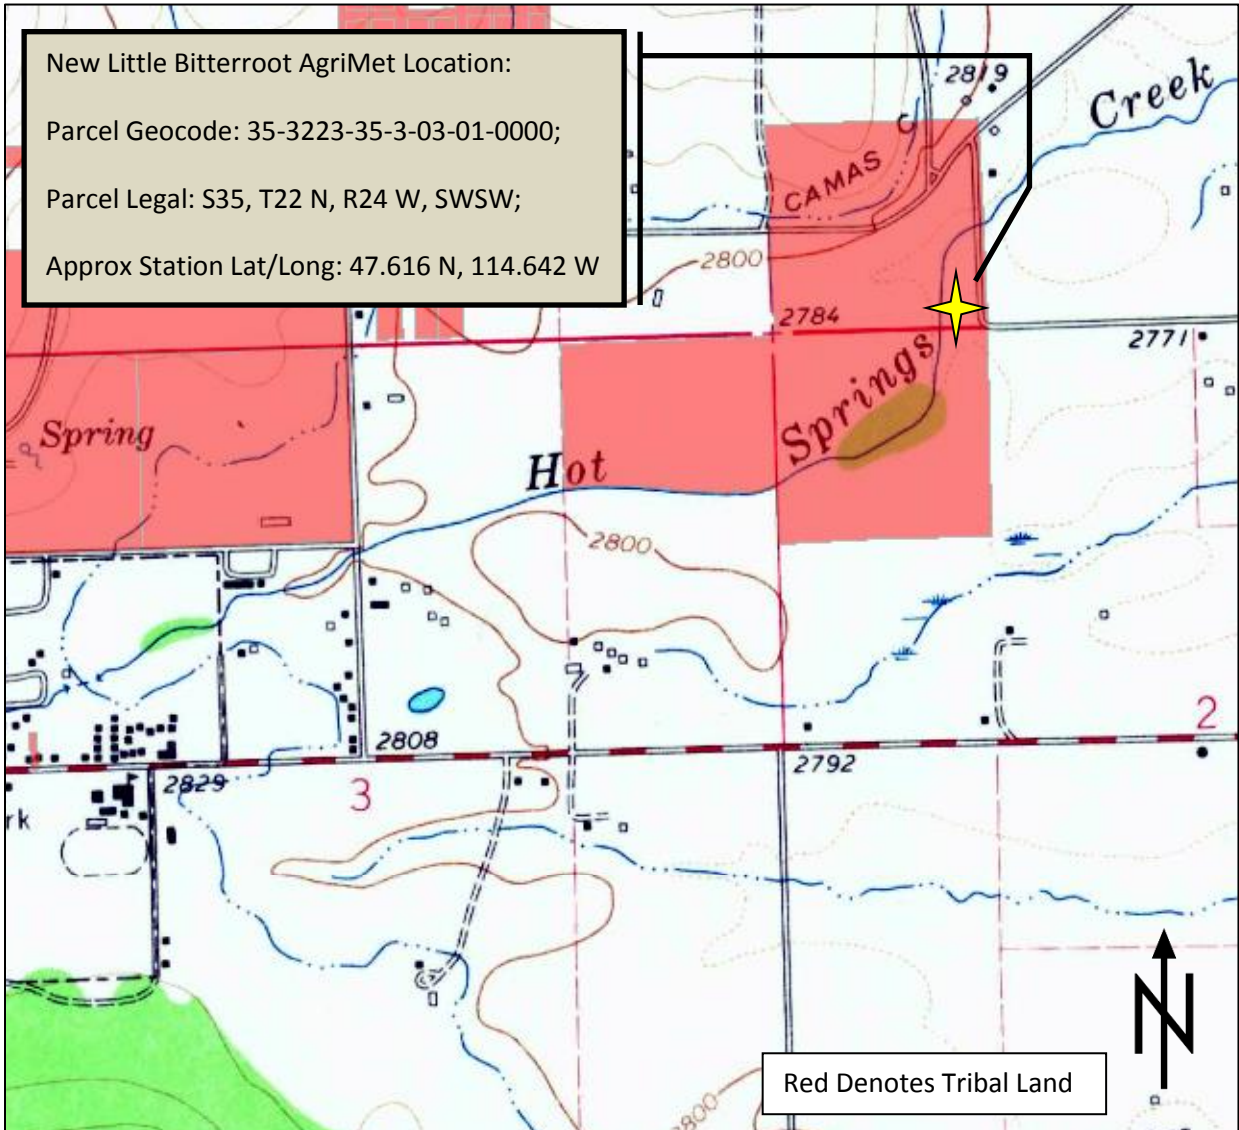 New Little Bitterroot AgriMet Location:
Parcel Geocode: 35-3223-35-3-03-01-0000;
Parcel Legal: S35, T22 N, R24 W, SWSW;
Approx Station Lat/Long: 47.616 N, 114.642 W
2819
Creek
CAMAS C
2800
2784
2771
Springs
Spring
Hot
2800
2
2808
2792
2829
3
rk
N
Red Denotes Tribal Land
2800